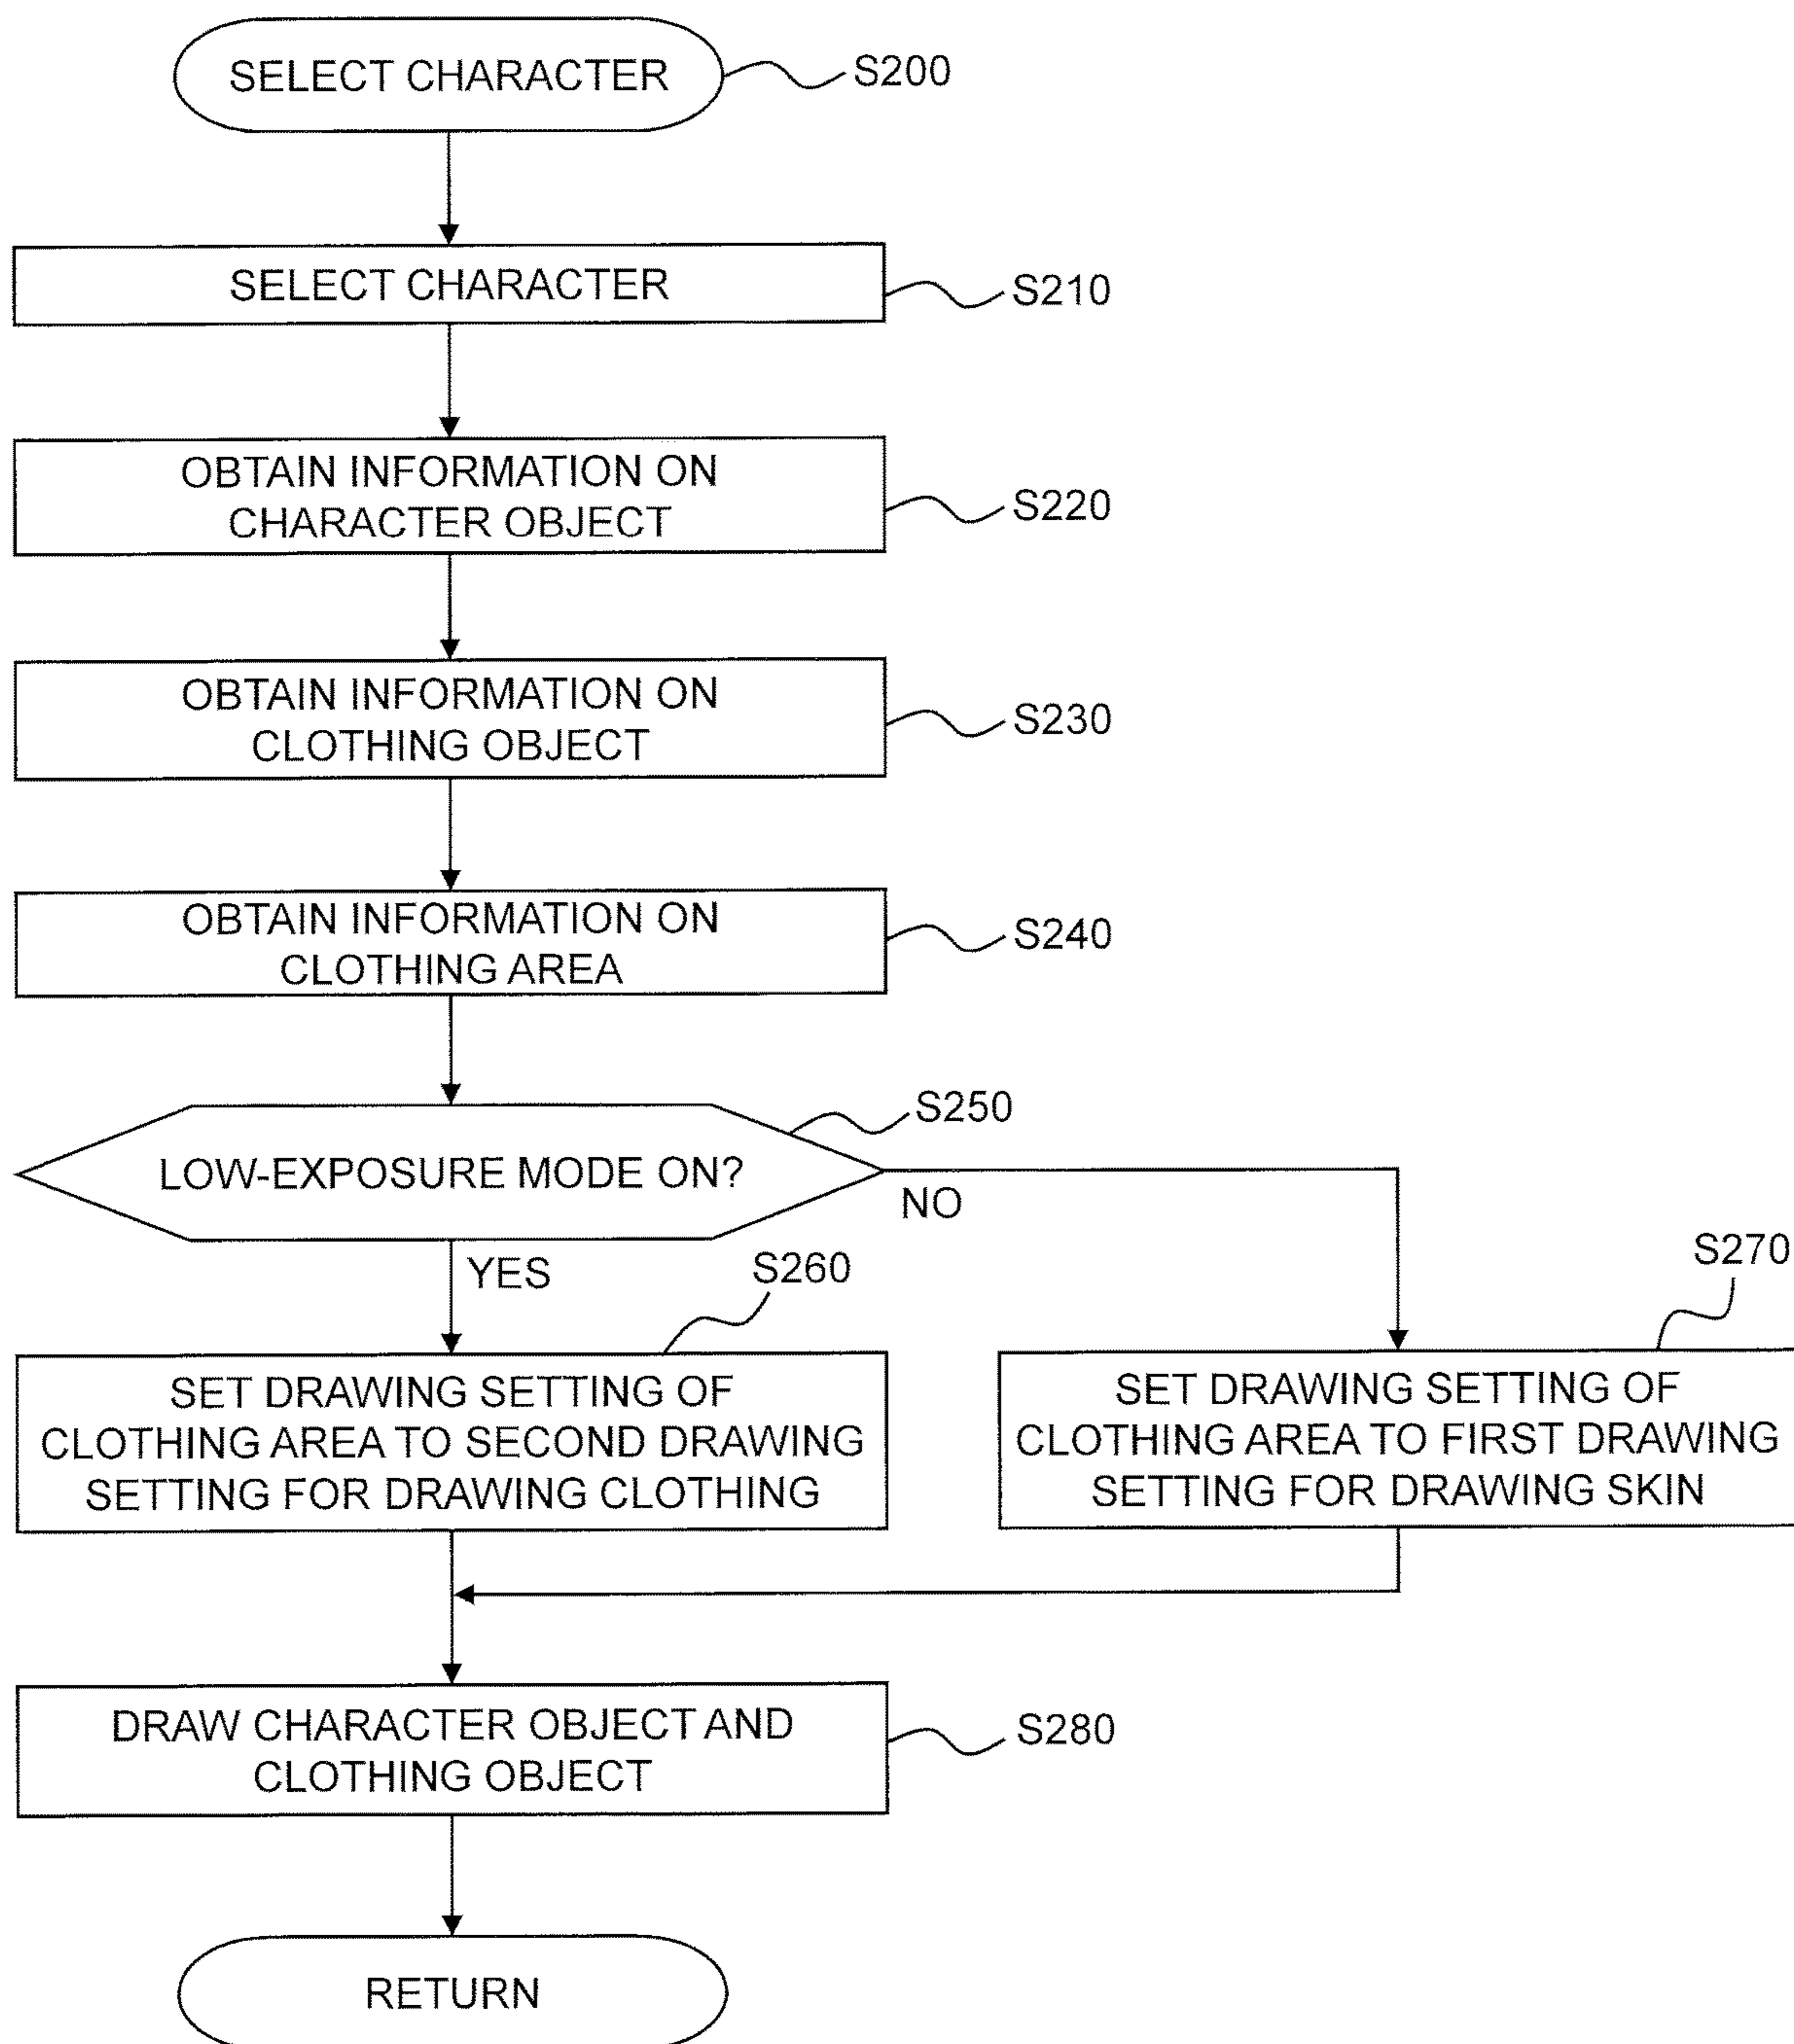 SELECT CHARACTER
S200
SELECT CHARACTER
S210
OBTAIN INFORMATION ON
CHARACTER OBJECT
S220
OBTAIN INFORMATION ON
CLOTHING OBJECT
S230
OBTAIN INFORMATION ON
CLOTHING AREA
S240
S250
LOW-EXPOSURE MODE ON?
NO
YES
S260
S270
SET DRAWING SETTING OF
CLOTHING AREA TO SECOND DRAWING
SETTING FOR DRAWING CLOTHING
SET DRAWING SETTING OF
CLOTHING AREA TO FIRST DRAWING
SETTING FOR DRAWING SKIN
DRAW CHARACTER OBJECT AND
CLOTHING OBJECT
S280
RETURN